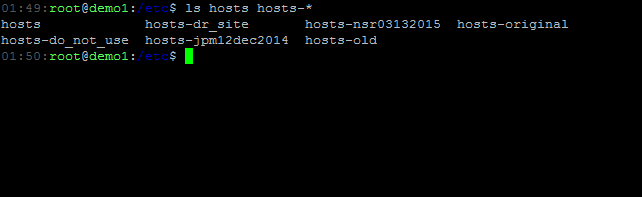 01:49:root@demo1:/etc$ ls hosts hosts-*
hosts hosts-dr_site hosts-nsr03132015 hosts-original
hosts-do_not_use hosts-jpm12dec2014 hosts-old
01:50:root@demo1:/etc$